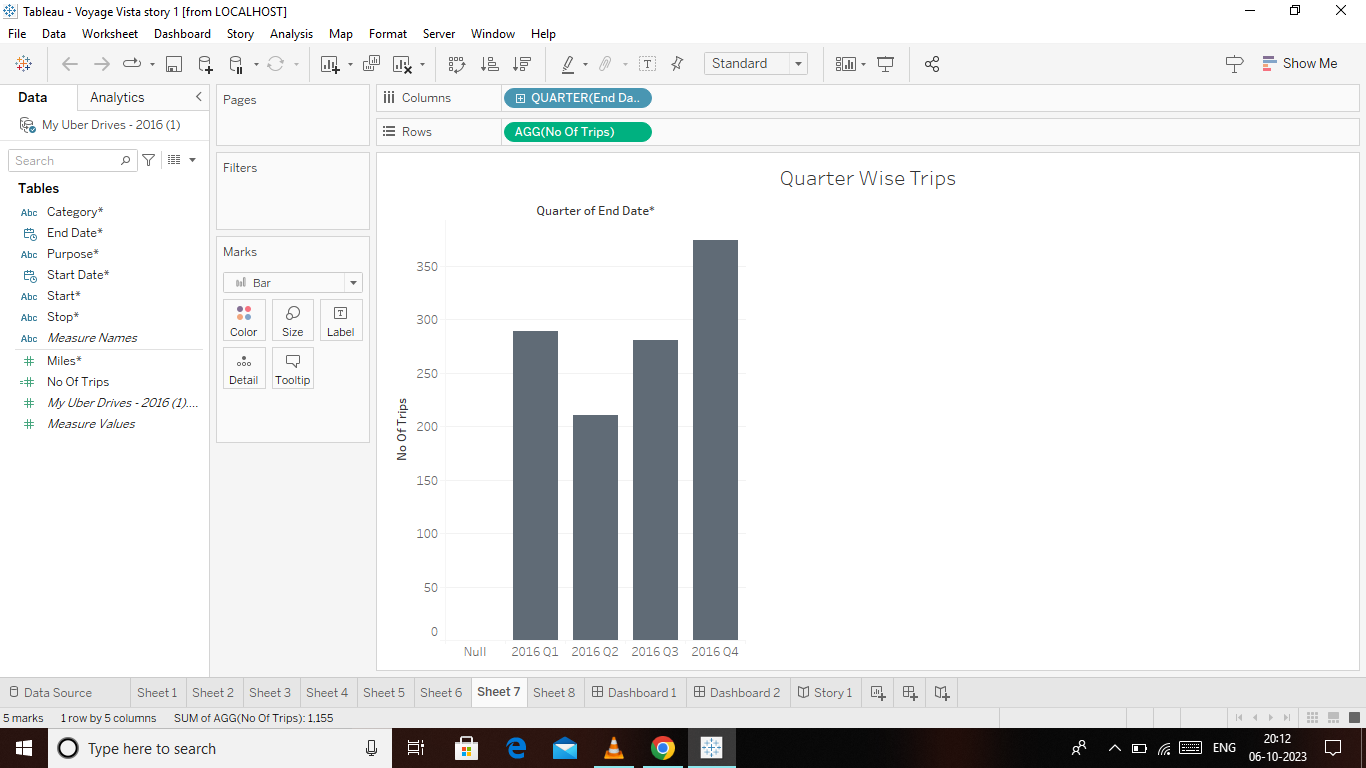 Tableau - Voyage Vista story 1 [from LOCALHOST]
File Data Worksheet Dashboard Story Analysis Map Format Server Window Help
Standard
Show Me
Data Analytics
My Uber Drives - 2016 (1)
Search
Tables
Abc Category*
End Date*
Abc Purpose*
Start Date*
Abc Start*
Abc Stop*
Abc Measure Names
Miles*
No Of Trips
My Uber Drives - 2016 (1)....
Measure Values
Pages
Filters
Marks
Bar
Color Size Label
Detail Tooltip
Columns QUARTER(End Da..
Rows AGG(No Of Trips)
Quarter Wise Trips
Quarter of End Date*
No Of Trips
350
300
250
200
150
100
50
0
Null 2016 Q1 2016 Q2 2016 Q3 2016 Q4
Data Source Sheet 1 Sheet 2 Sheet 3 Sheet 4 Sheet 5 Sheet 6 Sheet 7 Sheet 8 Dashboard 1 Dashboard 2 Story 1
5 marks 1 row by 5 columns SUM of AGG(No Of Trips): 1,155
Type here to search
ENG
20:12
06-10-2023